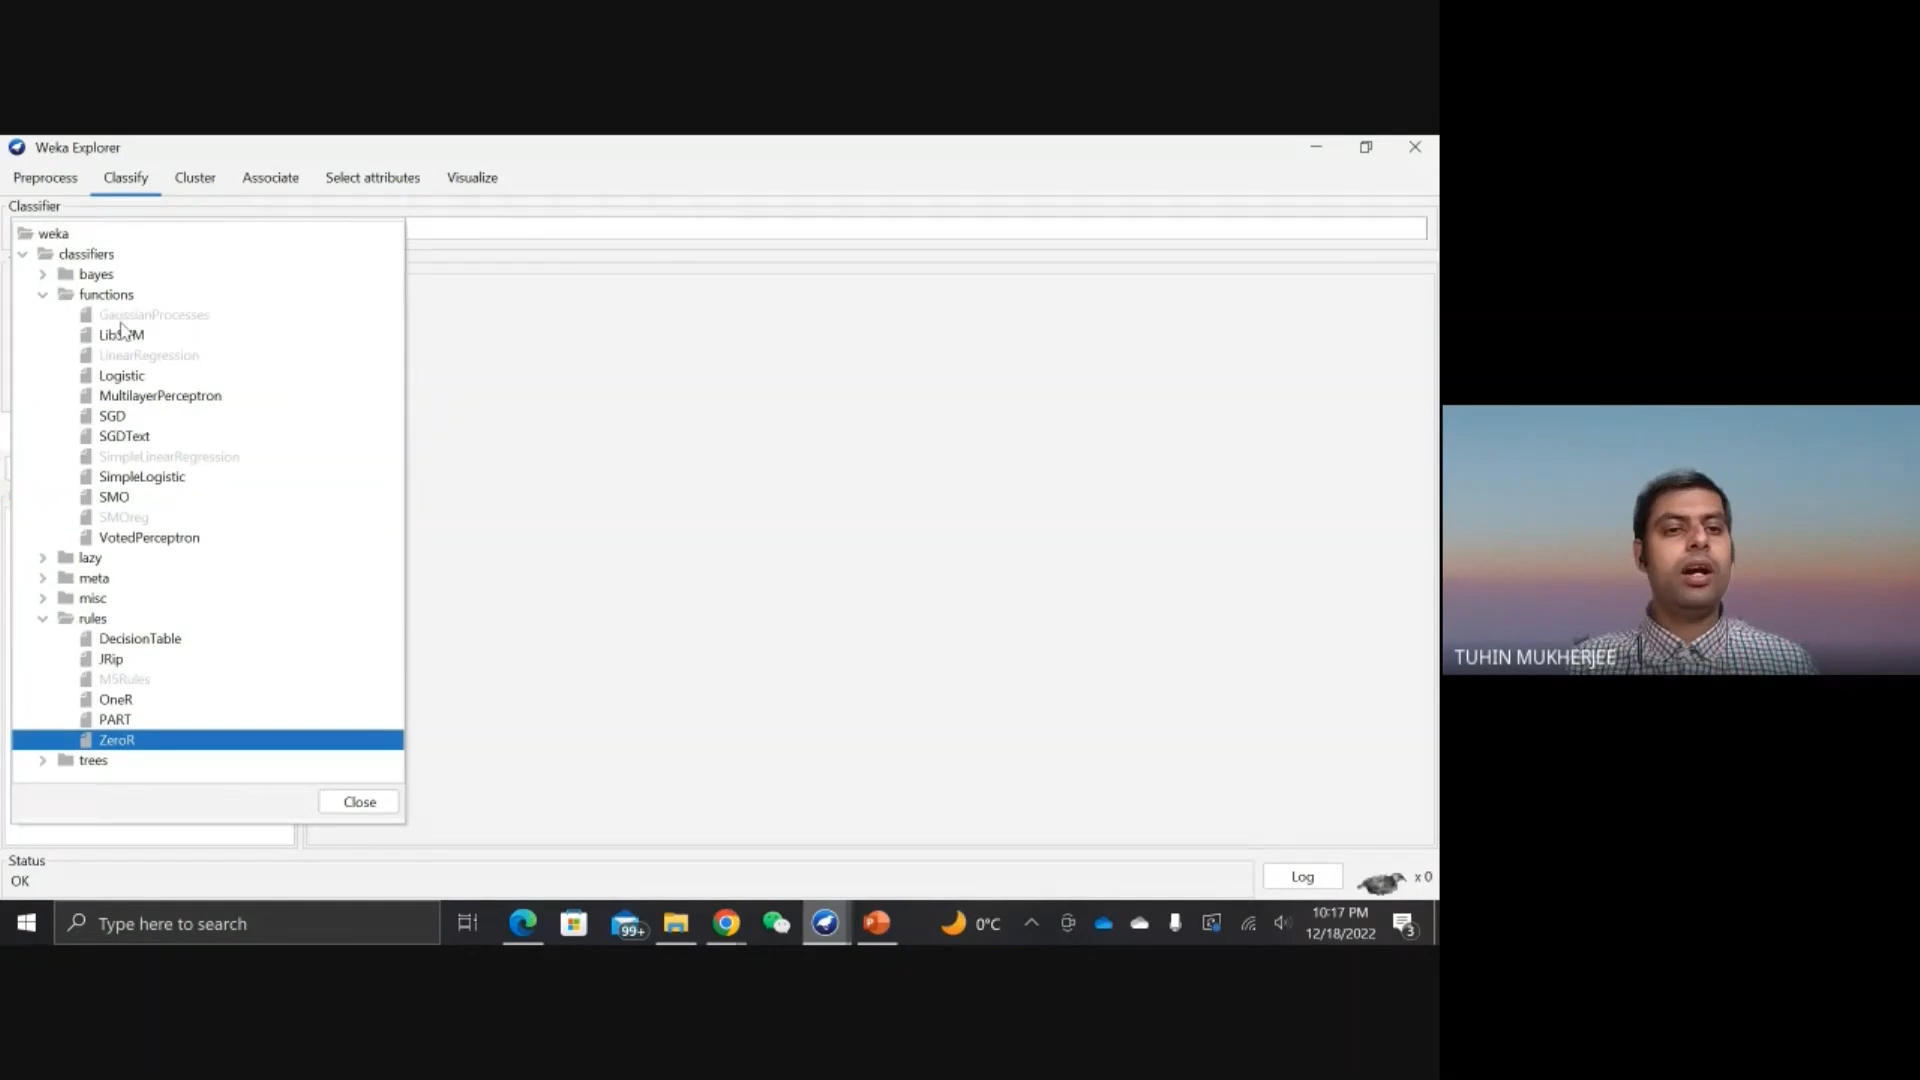 Weka Explorer
Preprocess Classify Cluster Associate Select attributes Visualize
Classifier
weka
classifiers
bayes
functions
GaussianProcesses
LibSVM
LinearRegression
Logistic
MultilayerPerceptron
SGD
SGDText
SimpleLinearRegression
SimpleLogistic
SMO
SMOreg
VotedPerceptron
lazy
meta
misc
rules
DecisionTable
JRip
M5Rules
OneR
PART
ZeroR
trees
Close
Status
OK
Log
x 0
TUHIN MUKHERJEE
Type here to search
99+
0°C
10:17 PM
12/18/2022
3